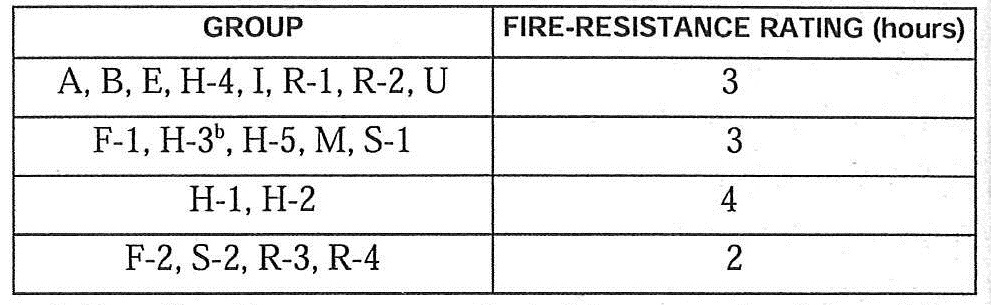 GROUP FIRE-RESISTANCE RATING (hours)
A, B, E, H-4, I, R-1, R-2, U 3
F-1, H-3ᵇ, H-5, M, S-1 3
H-1, H-2 4
F-2, S-2, R-3, R-4 2